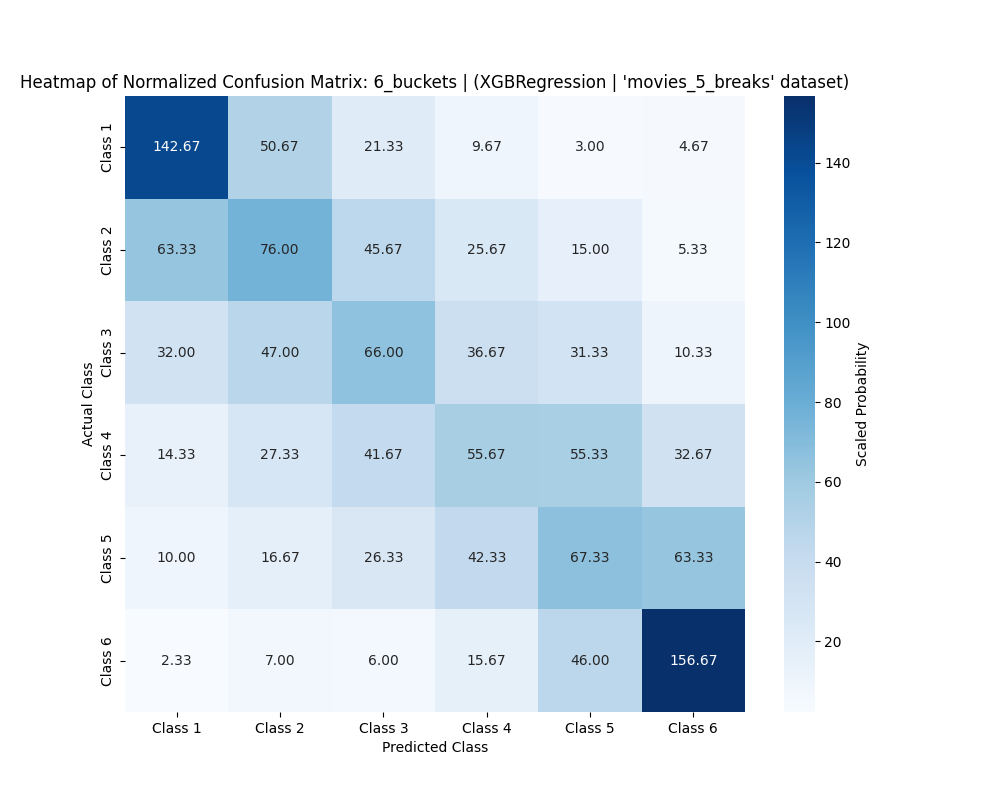 Heatmap of Normalized Confusion Matrix: 6_buckets | (XGBRegression | 'movies_5_breaks' dataset)
Class 1 142.67 50.67 21.33 9.67 3.00 4.67
Class 2 63.33 76.00 45.67 25.67 15.00 5.33
Class 3 32.00 47.00 66.00 36.67 31.33 10.33
Class 4 14.33 27.33 41.67 55.67 55.33 32.67
Class 5 10.00 16.67 26.33 42.33 67.33 63.33
Class 6 2.33 7.00 6.00 15.67 46.00 156.67
Class 1 Class 2 Class 3 Class 4 Class 5 Class 6
Predicted Class
Actual Class
140
120
100
80
60
40
20
Scaled Probability